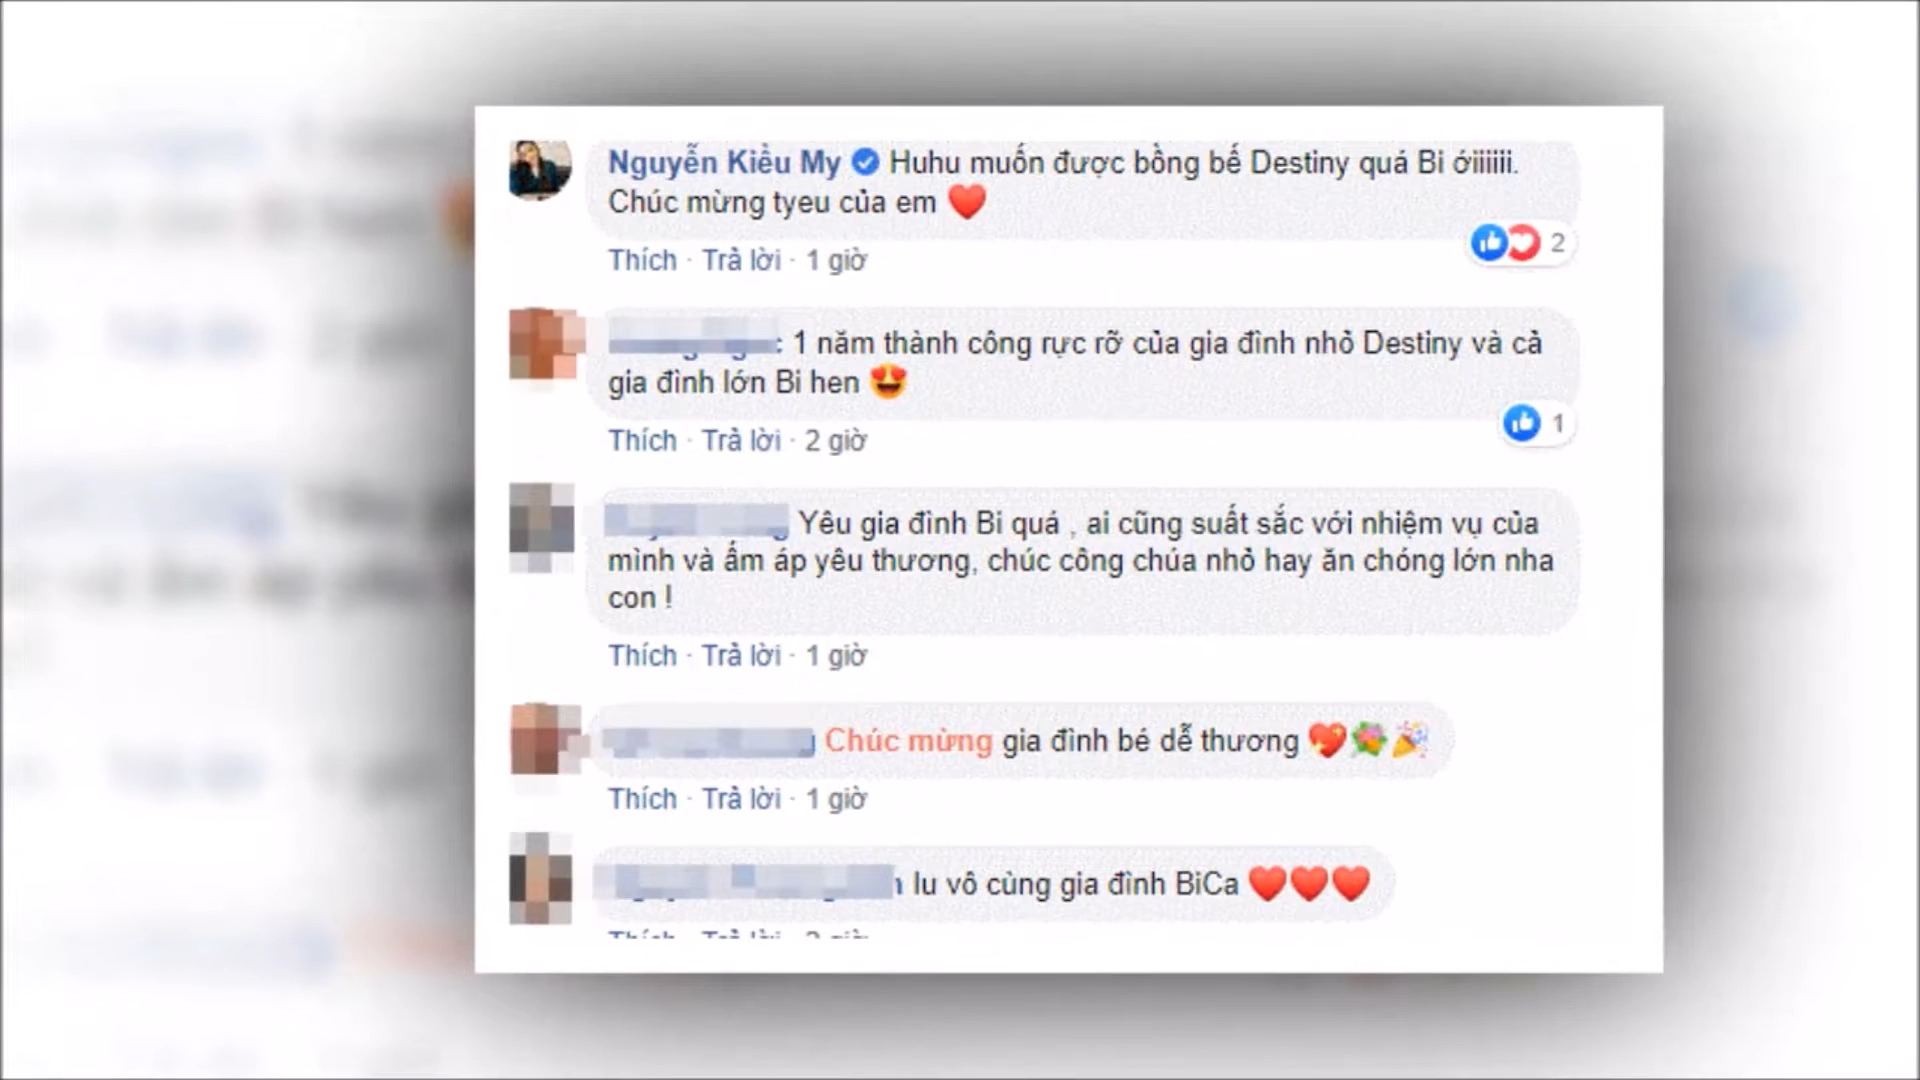 Nguyễn Kiều My Huhu muốn được bồng bế Destiny quá Bi ớiiiiii.
Chúc mừng tyeu của em ❤️
Thích · Trả lời · 1 giờ
2
1 năm thành công rực rỡ của gia đình nhỏ Destiny và cả
gia đình lớn Bi hen 😍
Thích · Trả lời · 2 giờ
1
Yêu gia đình Bi quá , ai cũng suất sắc với nhiệm vụ của
mình và ấm áp yêu thương, chúc công chúa nhỏ hay ăn chóng lớn nha
con !
Thích · Trả lời · 1 giờ
Chúc mừng gia đình bé dễ thương 💖💐🎉
Thích · Trả lời · 1 giờ
Iu vô cùng gia đình BiCa ❤️❤️❤️